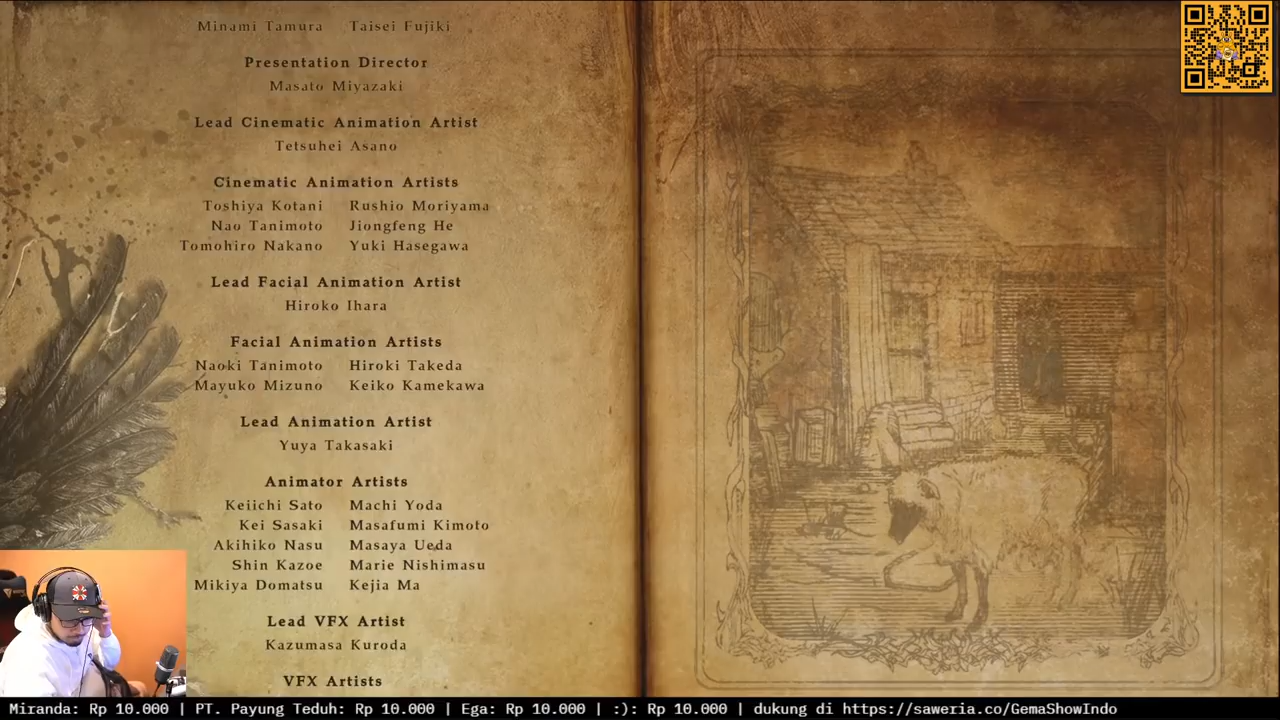 Minami Tamura Taisei Fujiki
Presentation Director
Masato Miyazaki
Lead Cinematic Animation Artist
Tetsuhei Asano
Cinematic Animation Artists
Toshiya Kotani Rushio Moriyama
Nao Tanimoto Jiongfeng He
Tomohiro Nakano Yuki Hasegawa
Lead Facial Animation Artist
Hiroko Ihara
Facial Animation Artists
Naoki Tanimoto Hiroki Takeda
Mayuko Mizuno Keiko Kamekawa
Lead Animation Artist
Yuya Takasaki
Animator Artists
Keiichi Sato Machi Yoda
Kei Sasaki Masafumi Kimoto
Akihiko Nasu Masaya Ueda
Shin Kazoe Marie Nishimasu
Mikiya Domatsu Kejia Ma
Lead VFX Artist
Kazumasa Kuroda
VFX Artists
Miranda: Rp 10.000 | PT. Payung Teduh: Rp 10.000 | Ega: Rp 10.000 | :): Rp 10.000 | dukung di https://saweria.co/GemaShowIndo